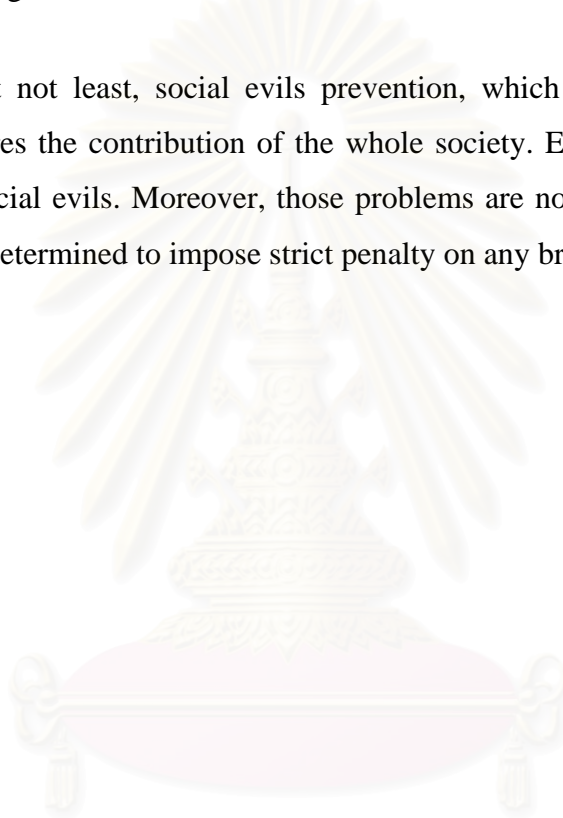 not least, social evils prevention, which
res the contribution of the whole society. E
cial evils. Moreover, those problems are no
etermined to impose strict penalty on any br